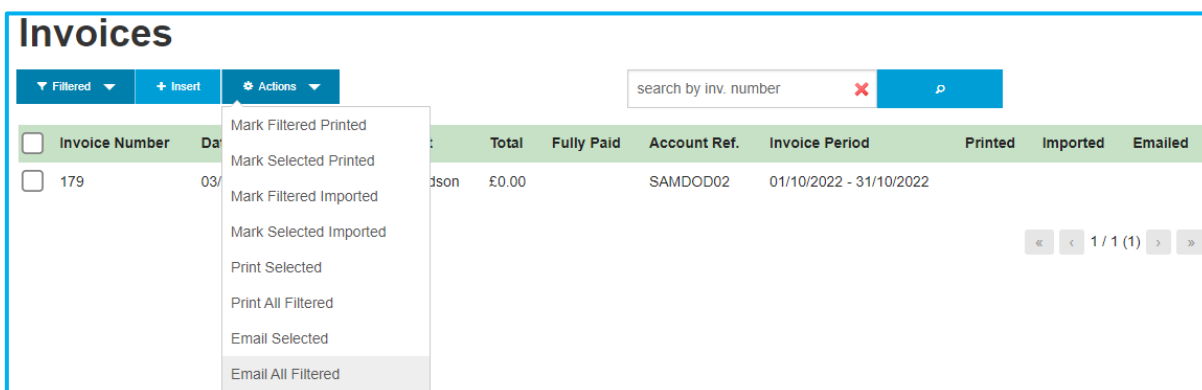 Invoices
Filtered
+ Insert
Actions
search by inv. number
Mark Filtered Printed
Mark Selected Printed
Mark Filtered Imported
Mark Selected Imported
Print Selected
Print All Filtered
Email Selected
Email All Filtered
Invoice Number Total Fully Paid Account Ref. Invoice Period Printed Imported Emailed
179 03/ £0.00 SAMDOD02 01/10/2022 - 31/10/2022
« ‹ 1 / 1 (1) › »